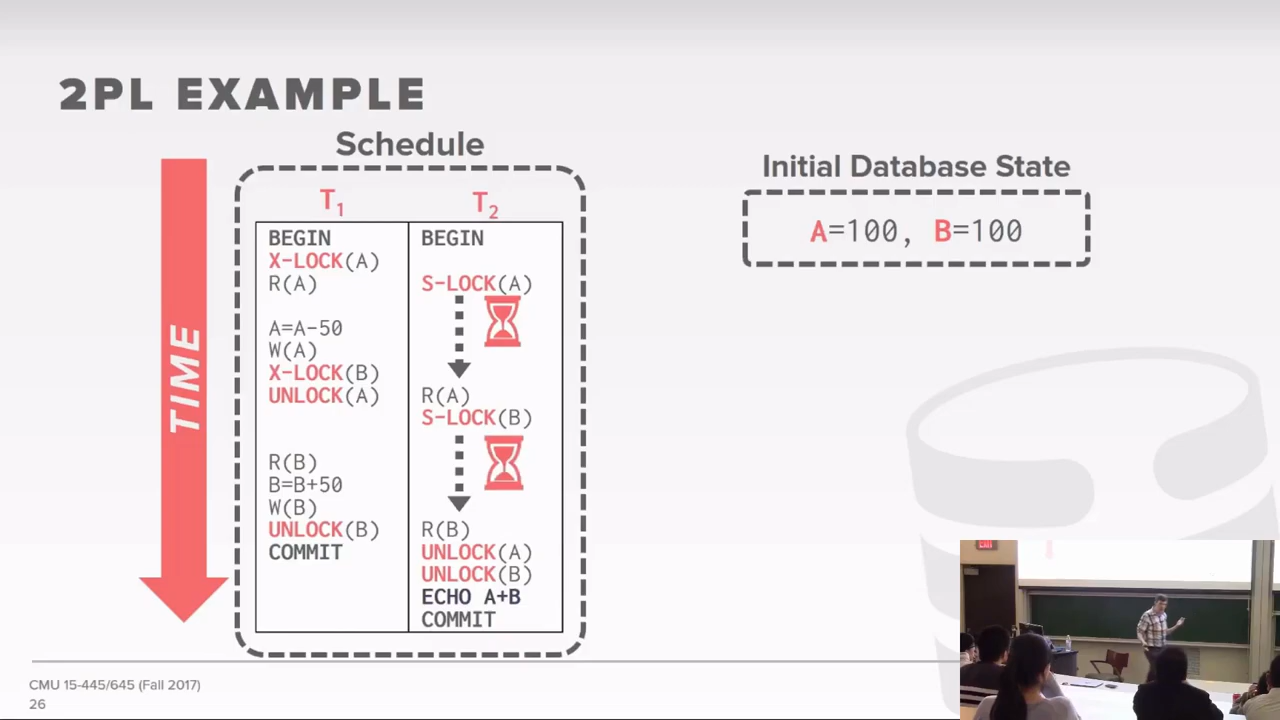 2PL EXAMPLE
Schedule
Initial Database State
A=100, B=100
TIME
T1
T2
BEGIN
X-LOCK(A)
R(A)
A=A-50
W(A)
X-LOCK(B)
UNLOCK(A)
R(B)
B=B+50
W(B)
UNLOCK(B)
COMMIT
BEGIN
S-LOCK(A)
R(A)
S-LOCK(B)
R(B)
UNLOCK(A)
UNLOCK(B)
ECHO A+B
COMMIT
CMU 15-445/645 (Fall 2017)
26
EXIT